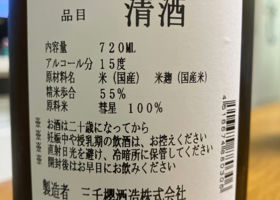 品目 清酒
内容量 720ML
アルコール分 15度
原材料名 米（国産） 米麹（国産米）
精米歩合 55％
原料米 彗星 100％
お酒は二十歳になってから
妊娠中や授乳期の飲酒は、お控えください
直射日光を避け、冷暗所に保管してください
開封後はお早目にお飲みください
製造者 三千櫻酒造株式会社